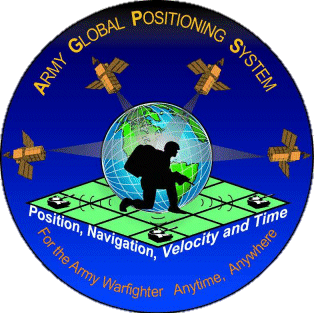 ARMY GLOBAL POSITIONING SYSTEM
Position, Navigation, Velocity and Time
For the Army Warfighter Anytime, Anywhere